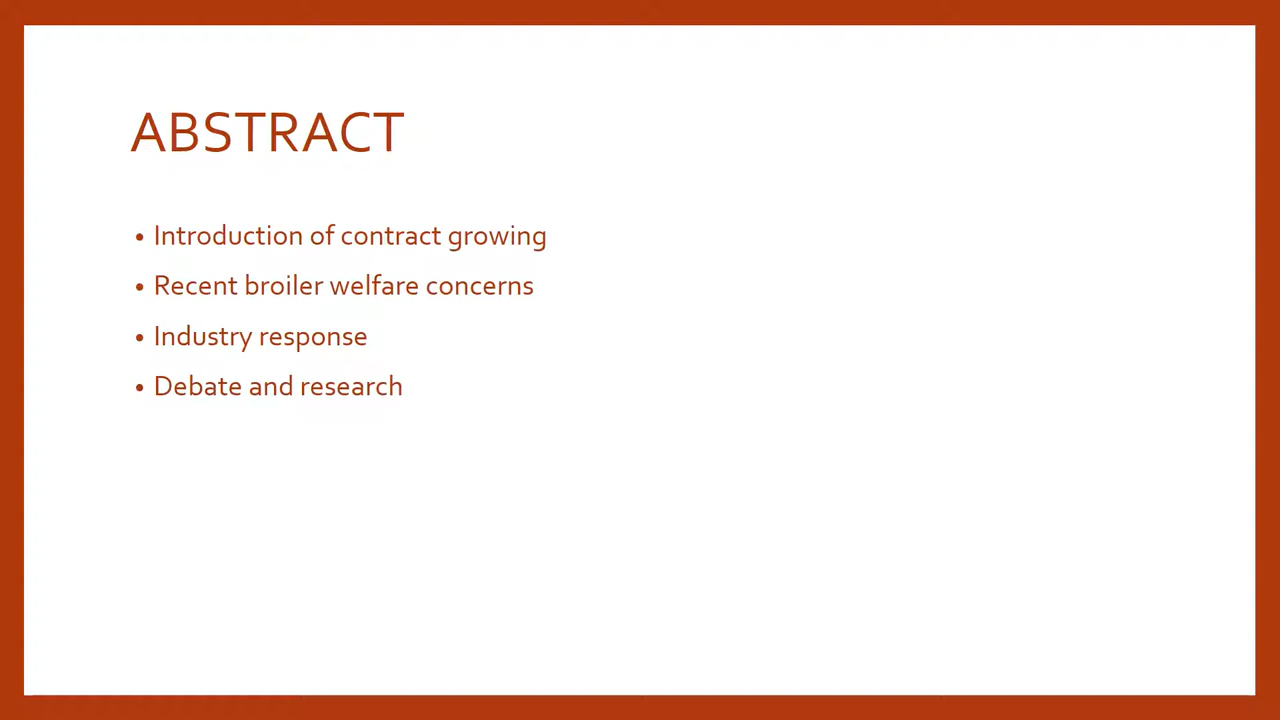 ABSTRACT
• Introduction of contract growing
• Recent broiler welfare concerns
• Industry response
• Debate and research